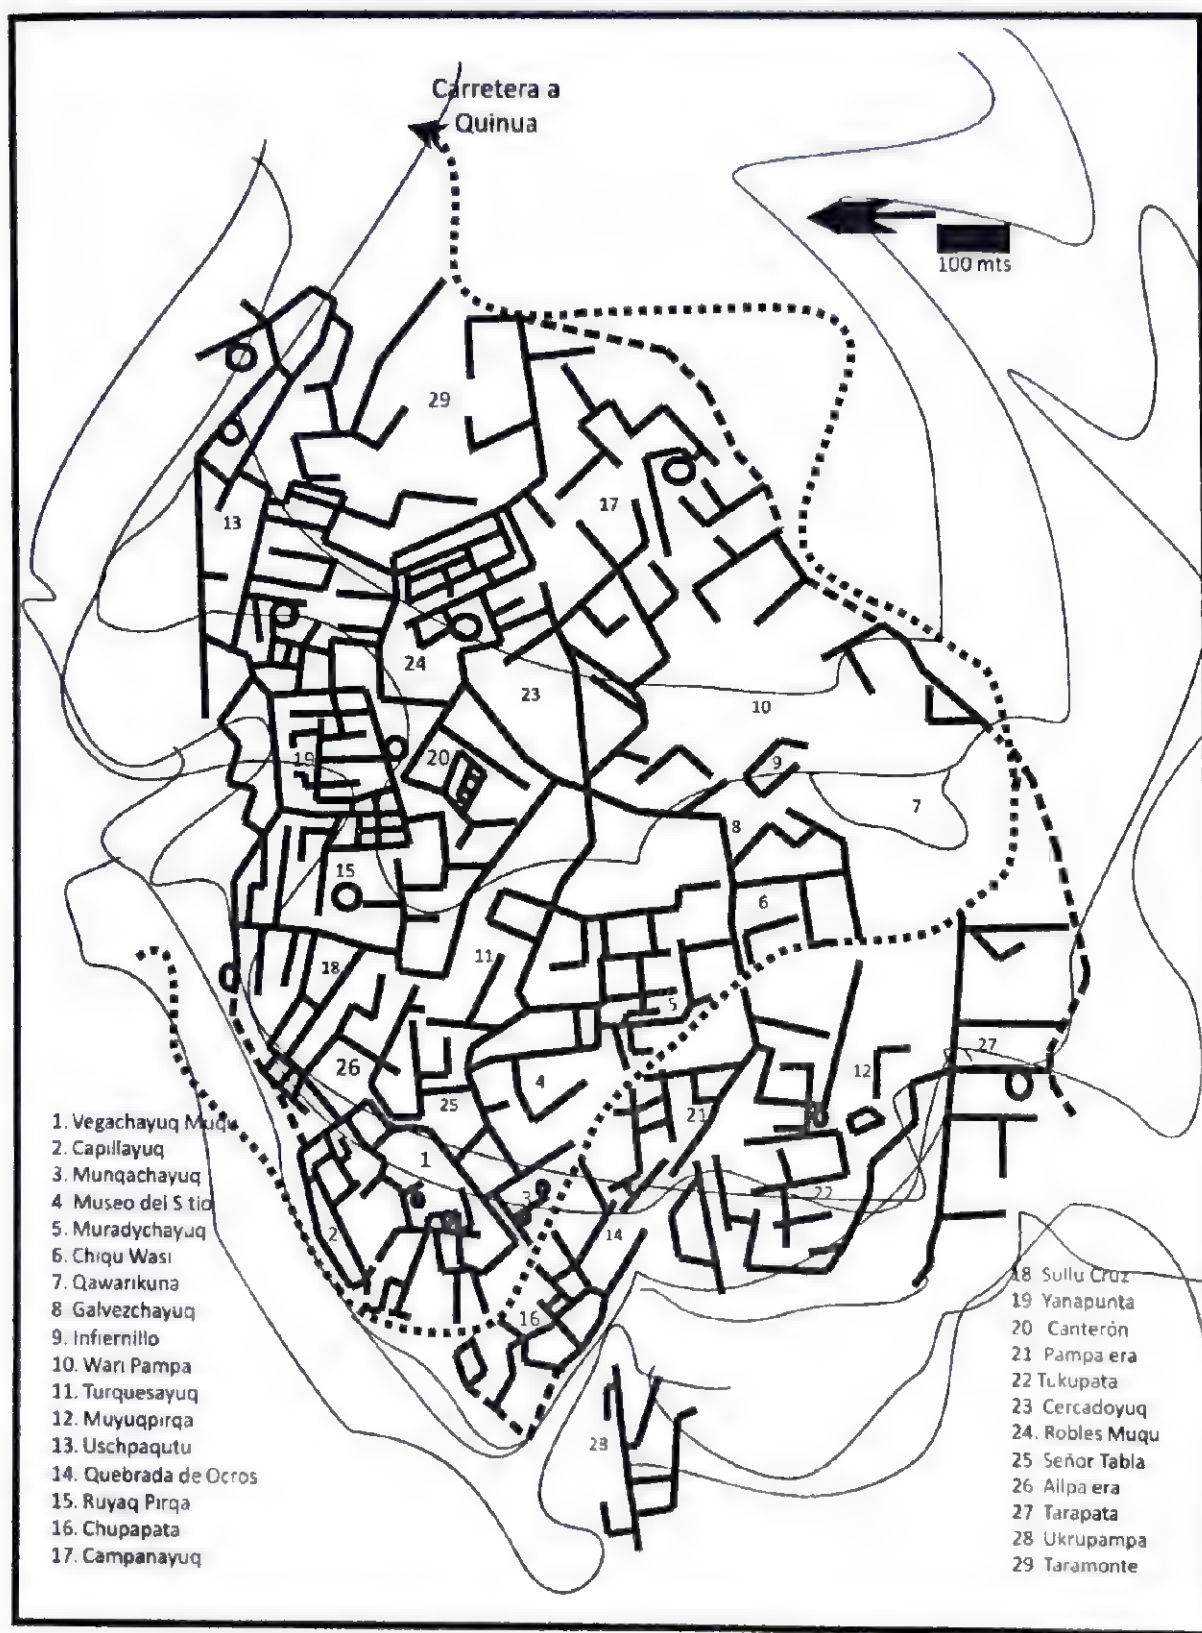 Carretera a
Quinua
100 mts
29
17
13
24
23
10
19
20
9
7
8
15
6
11
18
5
27
26
4
12
25
21
1
3
22
2
14
16
28
1. Vegachayuq Muqu
2. Capillayuq
3. Munqachayuq
4 Museo del Sitio
5. Muradychayuq
6. Chiqu Wasi
7. Qawarikuna
8 Galvezchayuq
9. Infiernillo
10. Wari Pampa
11. Turquesayuq
12. Muyuqpirqa
13. Uschpaqutu
14. Quebrada de Ocros
15. Ruyaq Pirqa
16. Chupapata
17. Campanayuq
18 Sullu Cruz
19 Yanapunta
20 Canterón
21 Pampa era
22 Tukupata
23 Cercadoyuq
24. Robles Muqu
25 Señor Tabla
26 Allpa era
27 Tarapata
28 Ukrupampa
29 Taramonte